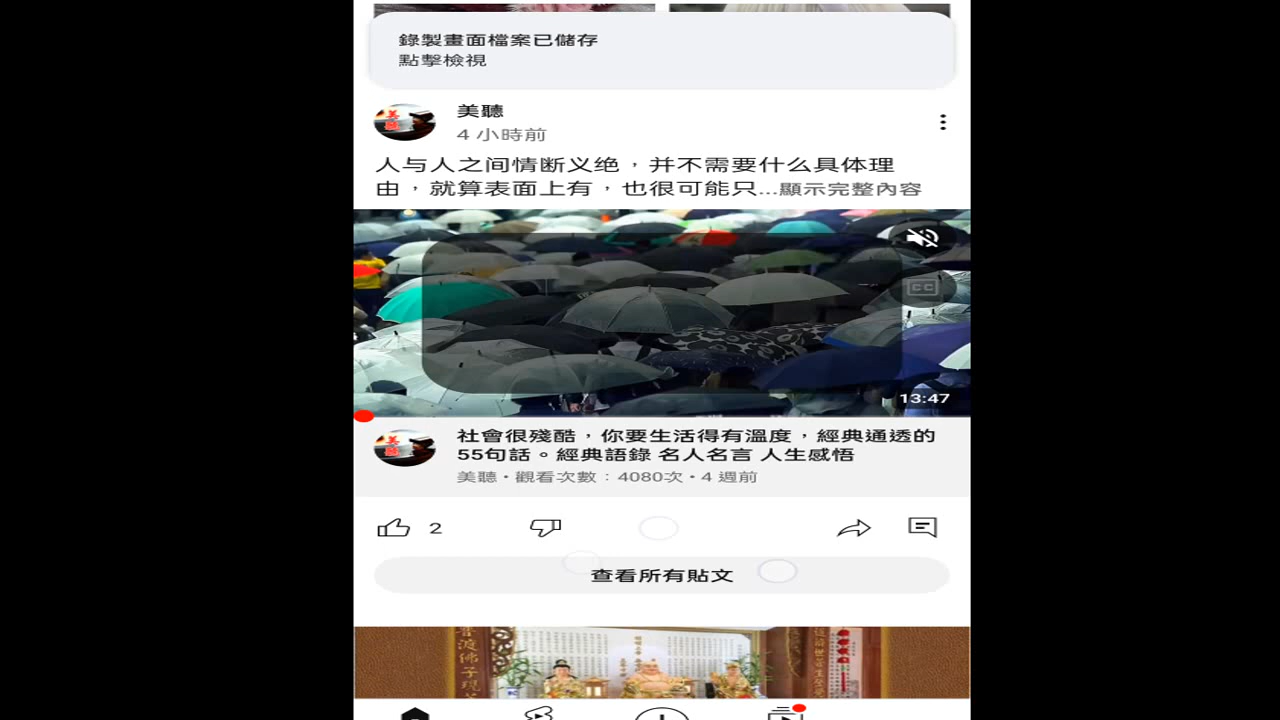 錄製畫面檔案已儲存
點擊檢視
美聽
4 小時前
人与人之间情断义绝，并不需要什么具体理
由，就算表面上有，也很可能只...顯示完整內容
CC
13:47
美聽
社會很殘酷，你要生活得有溫度，經典通透的
55句話。經典語錄 名人名言 人生感悟
美聽・觀看次數：4080次・4 週前
2
查看所有貼文